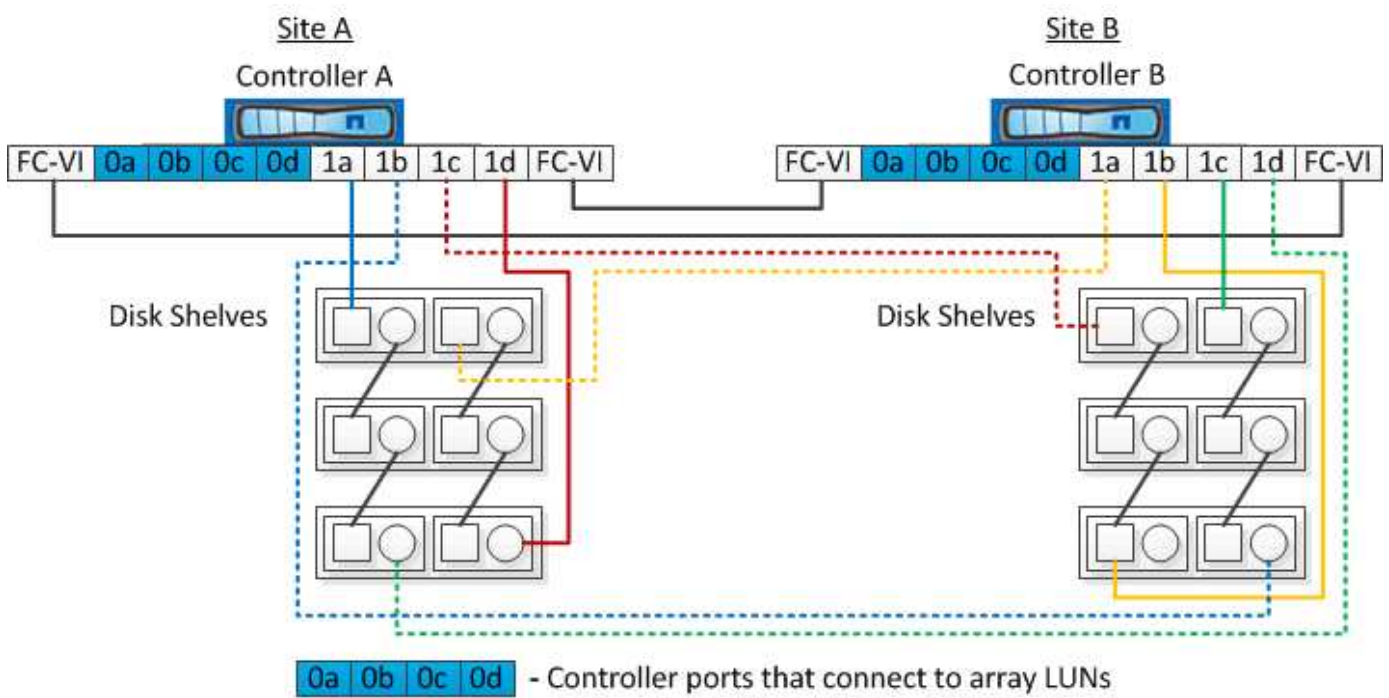 Site A
Site B
Controller A
Controller B
FC-VI 0a 0b 0c 0d 1a 1b 1c 1d FC-VI
FC-VI 0a 0b 0c 0d 1a 1b 1c 1d FC-VI
Disk Shelves
Disk Shelves
0a 0b 0c 0d - Controller ports that connect to array LUNs